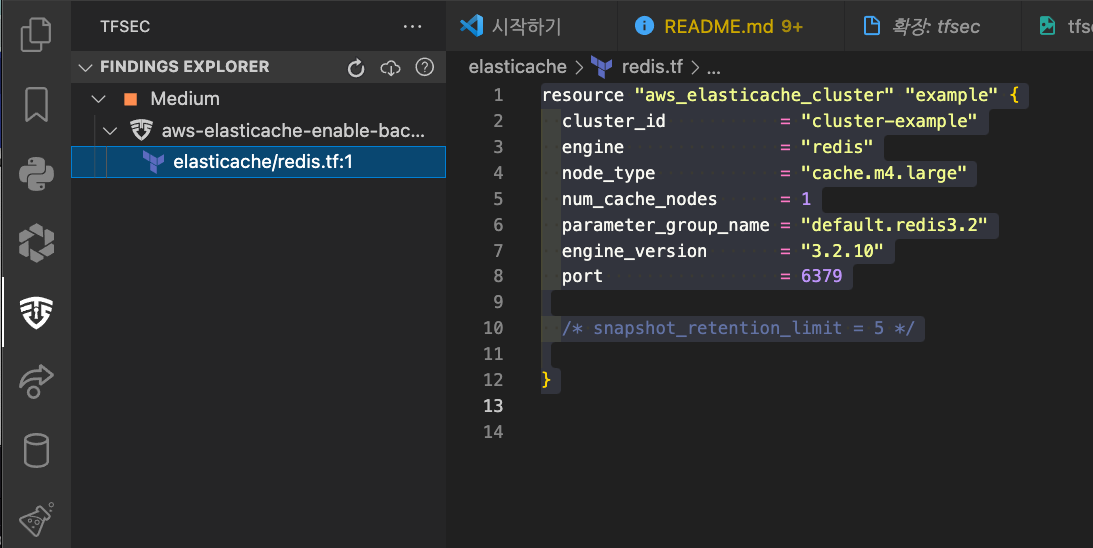 TFSEC
FINDINGS EXPLORER
Medium
aws-elasticache-enable-bac...
elasticache/redis.tf:1
시작하기
README.md 9+
확장: tfsec
tfse
elasticache > redis.tf > ...
1 resource "aws_elasticache_cluster" "example" {
2 cluster_id = "cluster-example"
3 engine = "redis"
4 node_type = "cache.m4.large"
5 num_cache_nodes = 1
6 parameter_group_name = "default.redis3.2"
7 engine_version = "3.2.10"
8 port = 6379
9
10 /* snapshot_retention_limit = 5 */
11
12 }
13
14